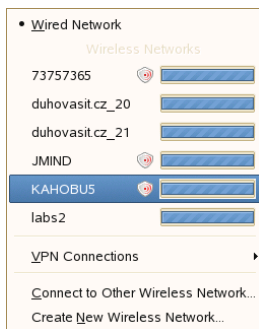 Wired Network
Wireless Networks
73757365
duhovasit.cz_20
duhovasit.cz_21
JMIND
KAHOBU5
labs2
VPN Connections
Connect to Other Wireless Network...
Create New Wireless Network...